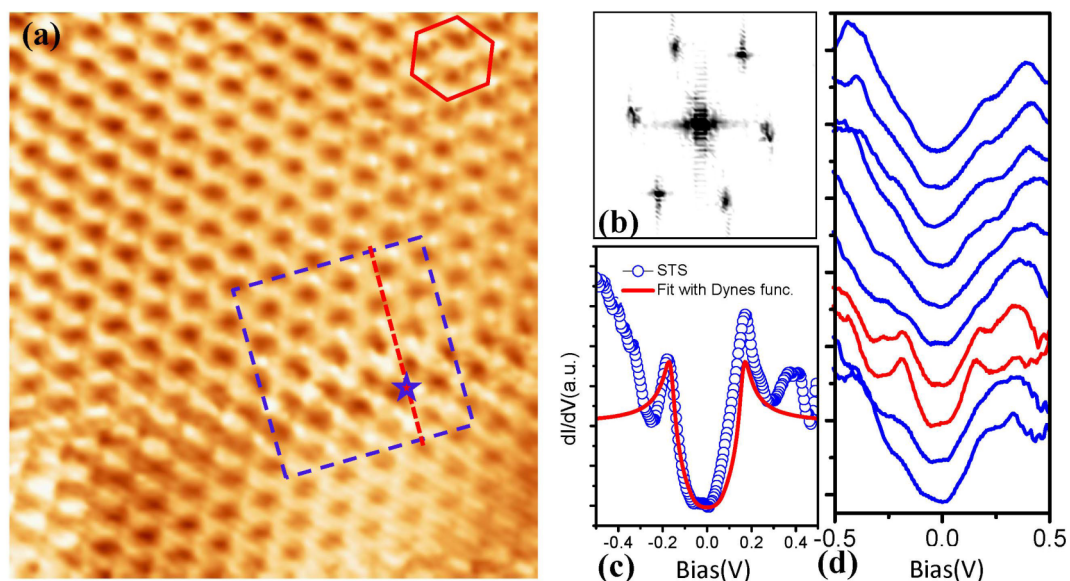 (a)
(b)
STS
Fit with Dynes func.
dI/dV(a.u.)
-0.4 -0.2 0.0 0.2 0.4
(c)
Bias(V)
-0.5 0.0 0.5
(d)
Bias(V)